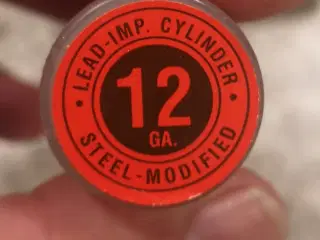 • LEAD-IMP. CYLINDER •
12
GA.
STEEL-MODIFIED